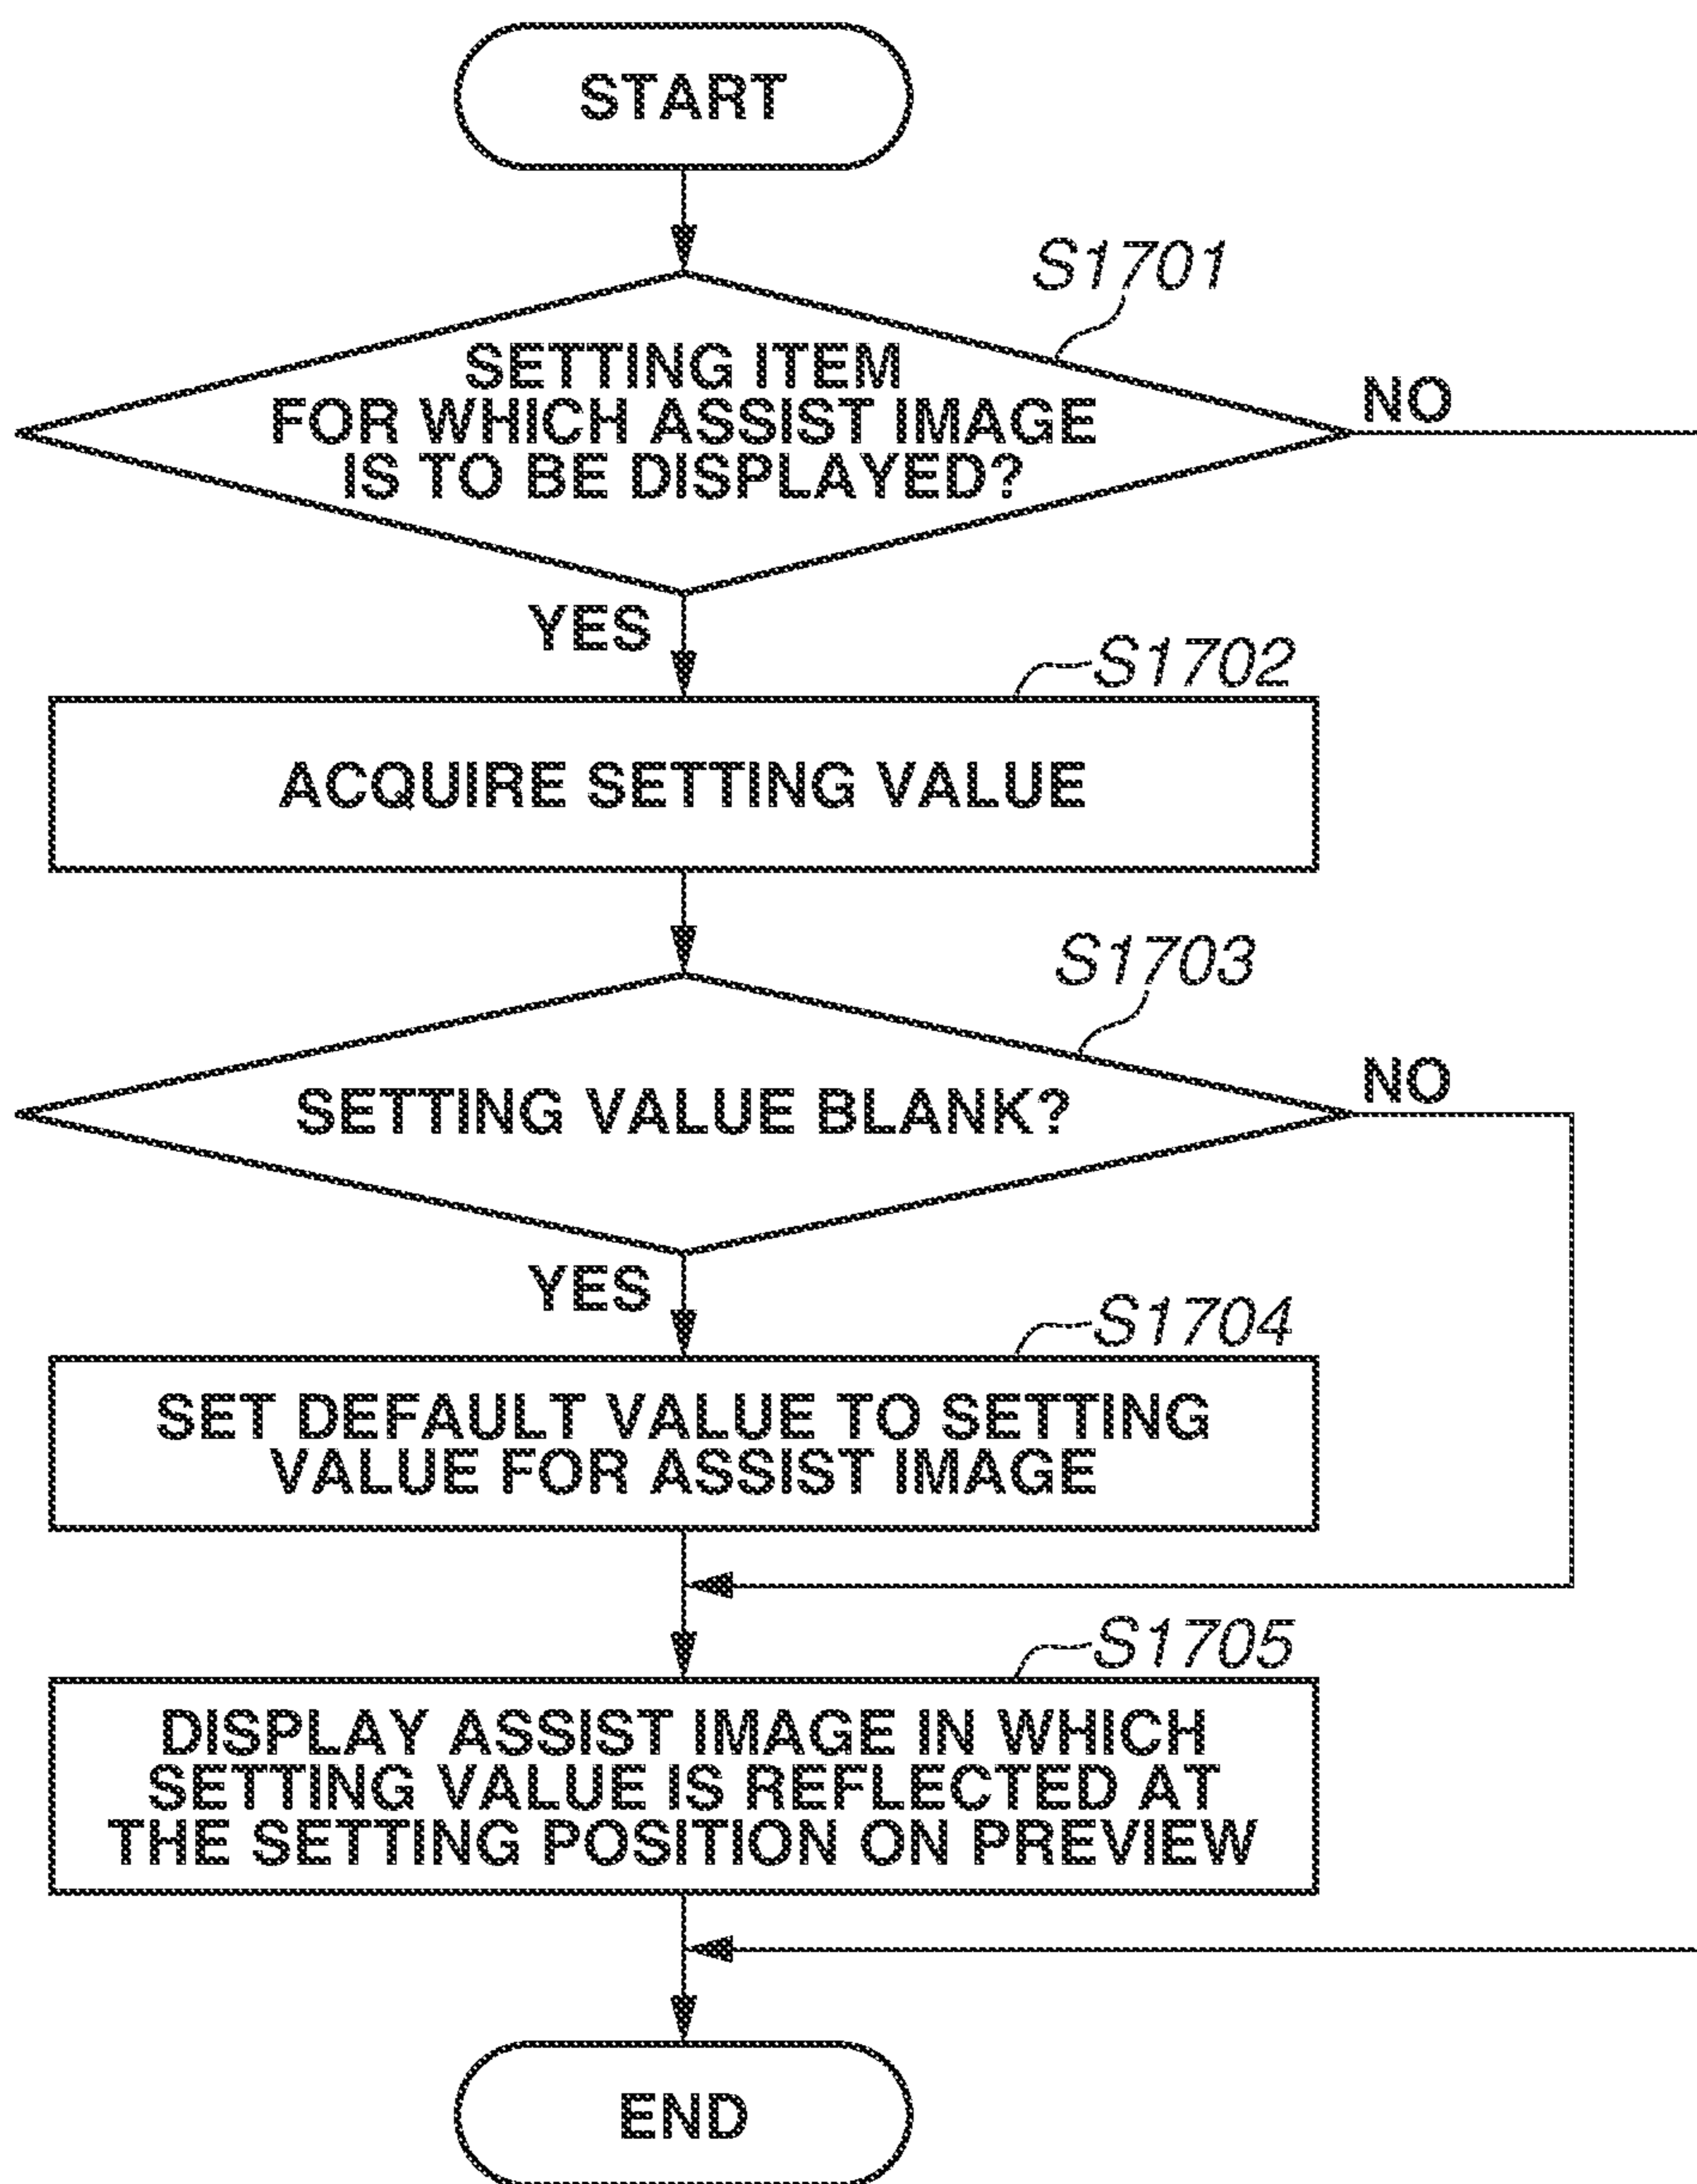 START
S1701
SETTING ITEM
FOR WHICH ASSIST IMAGE
IS TO BE DISPLAYED?
NO
YES
S1702
ACQUIRE SETTING VALUE
S1703
SETTING VALUE BLANK?
NO
YES
S1704
SET DEFAULT VALUE TO SETTING
VALUE FOR ASSIST IMAGE
S1705
DISPLAY ASSIST IMAGE IN WHICH
SETTING VALUE IS REFLECTED AT
THE SETTING POSITION ON PREVIEW
END